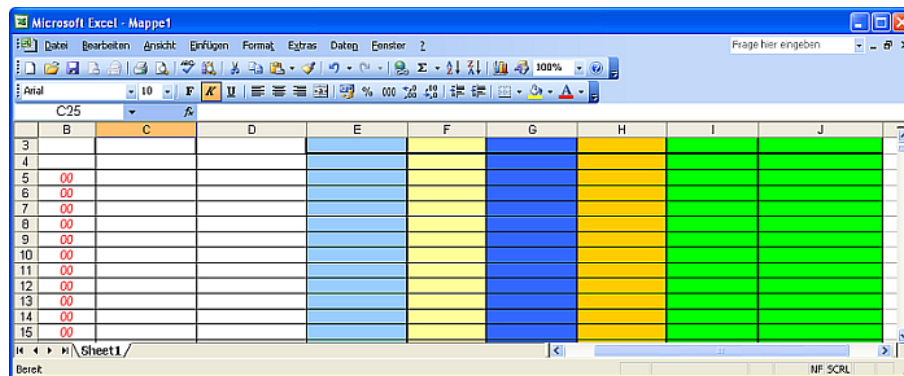 Microsoft Excel - Mappe1
Datei Bearbeiten Ansicht Einfügen Format Extras Daten Fenster ? Frage hier eingeben
100%
Arial 10 F K U % 000
C25 fx
B C D E F G H I J
3
4
5 00
6 00
7 00
8 00
9 00
10 00
11 00
12 00
13 00
14 00
15 00
Sheet1
Bereit NF SCRL